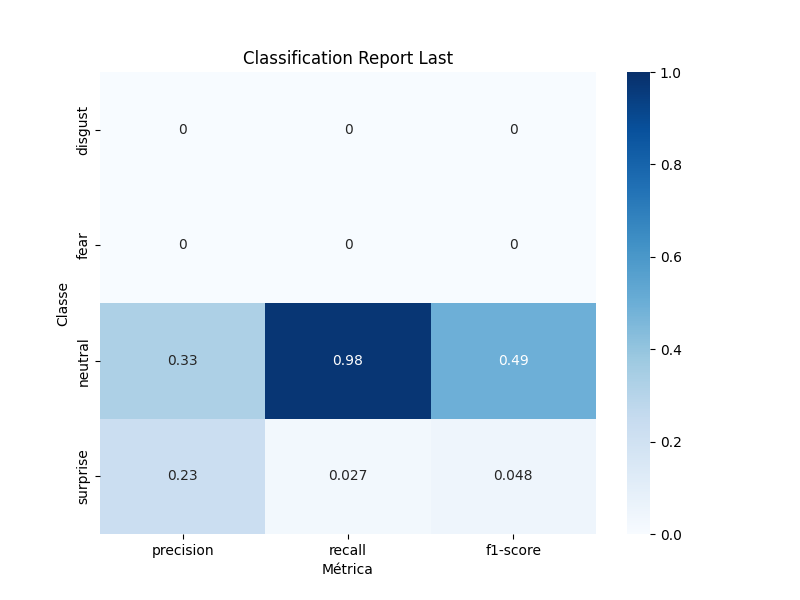 Classification Report Last
Classe
disgust
0 0 0
fear
0 0 0
neutral
0.33 0.98 0.49
surprise
0.23 0.027 0.048
precision recall f1-score
Métrica
1.0
0.8
0.6
0.4
0.2
0.0